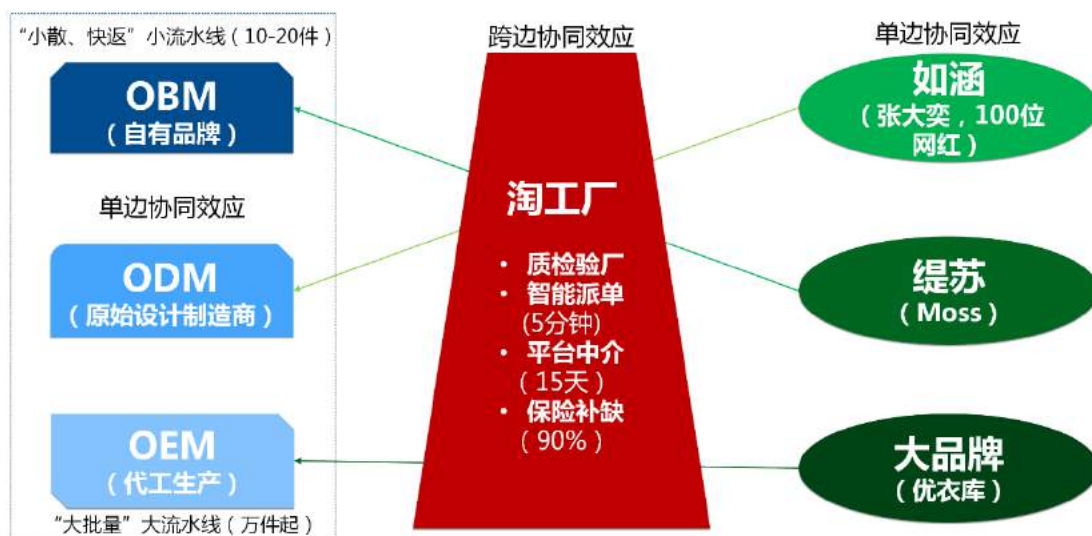 “小散、快返”小流水线（10-20件）
OBM
（自有品牌）
单边协同效应
ODM
（原始设计制造商）
OEM
（代工生产）
“大批量”大流水线（万件起）
跨边协同效应
淘工厂
• 质检验厂
• 智能派单
(5分钟)
• 平台中介
（15天）
• 保险补缺
（90%）
单边协同效应
如涵
（张大奕，100位
网红）
缇苏
（Moss）
大品牌
（优衣库）